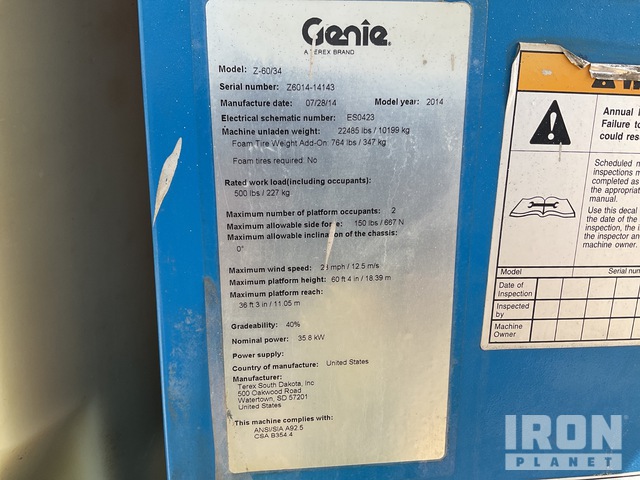 Genie
A TEREX BRAND
Model: Z-60/34
Serial number: Z6014-14143
Manufacture date: 07/28/14 Model year: 2014
Electrical schematic number: ES0423
Machine unladen weight: 22485 lbs / 10199 kg
Foam Tire Weight Add-On: 764 lbs / 347 kg
Foam tires required: No
Rated work load(including occupants):
500 lbs / 227 kg
Maximum number of platform occupants: 2
Maximum allowable side force: 150 lbs / 667 N
Maximum allowable inclination of the chassis:
0°
Maximum wind speed: 28 mph / 12.5 m/s
Maximum platform height: 60 ft 4 in / 18.39 m
Maximum platform reach:
36 ft 3 in / 11.05 m
Gradeability: 40%
Nominal power: 35.8 kW
Power supply:
Country of manufacture: United States
Manufacturer:
Terex South Dakota, Inc
500 Oakwood Road
Watertown, SD 57201
United States
This machine complies with:
ANSI/SIA A92.5
CSA B354.4
Annual
Failure to
could res
Scheduled m
inspections m
completed as
the appropriat
manual.
Use this decal
the date of the
inspection, the i
the inspector an
machine owner.
Model Serial num
Date of
Inspection
Inspected
by
Machine
Owner
IRON
PLANET